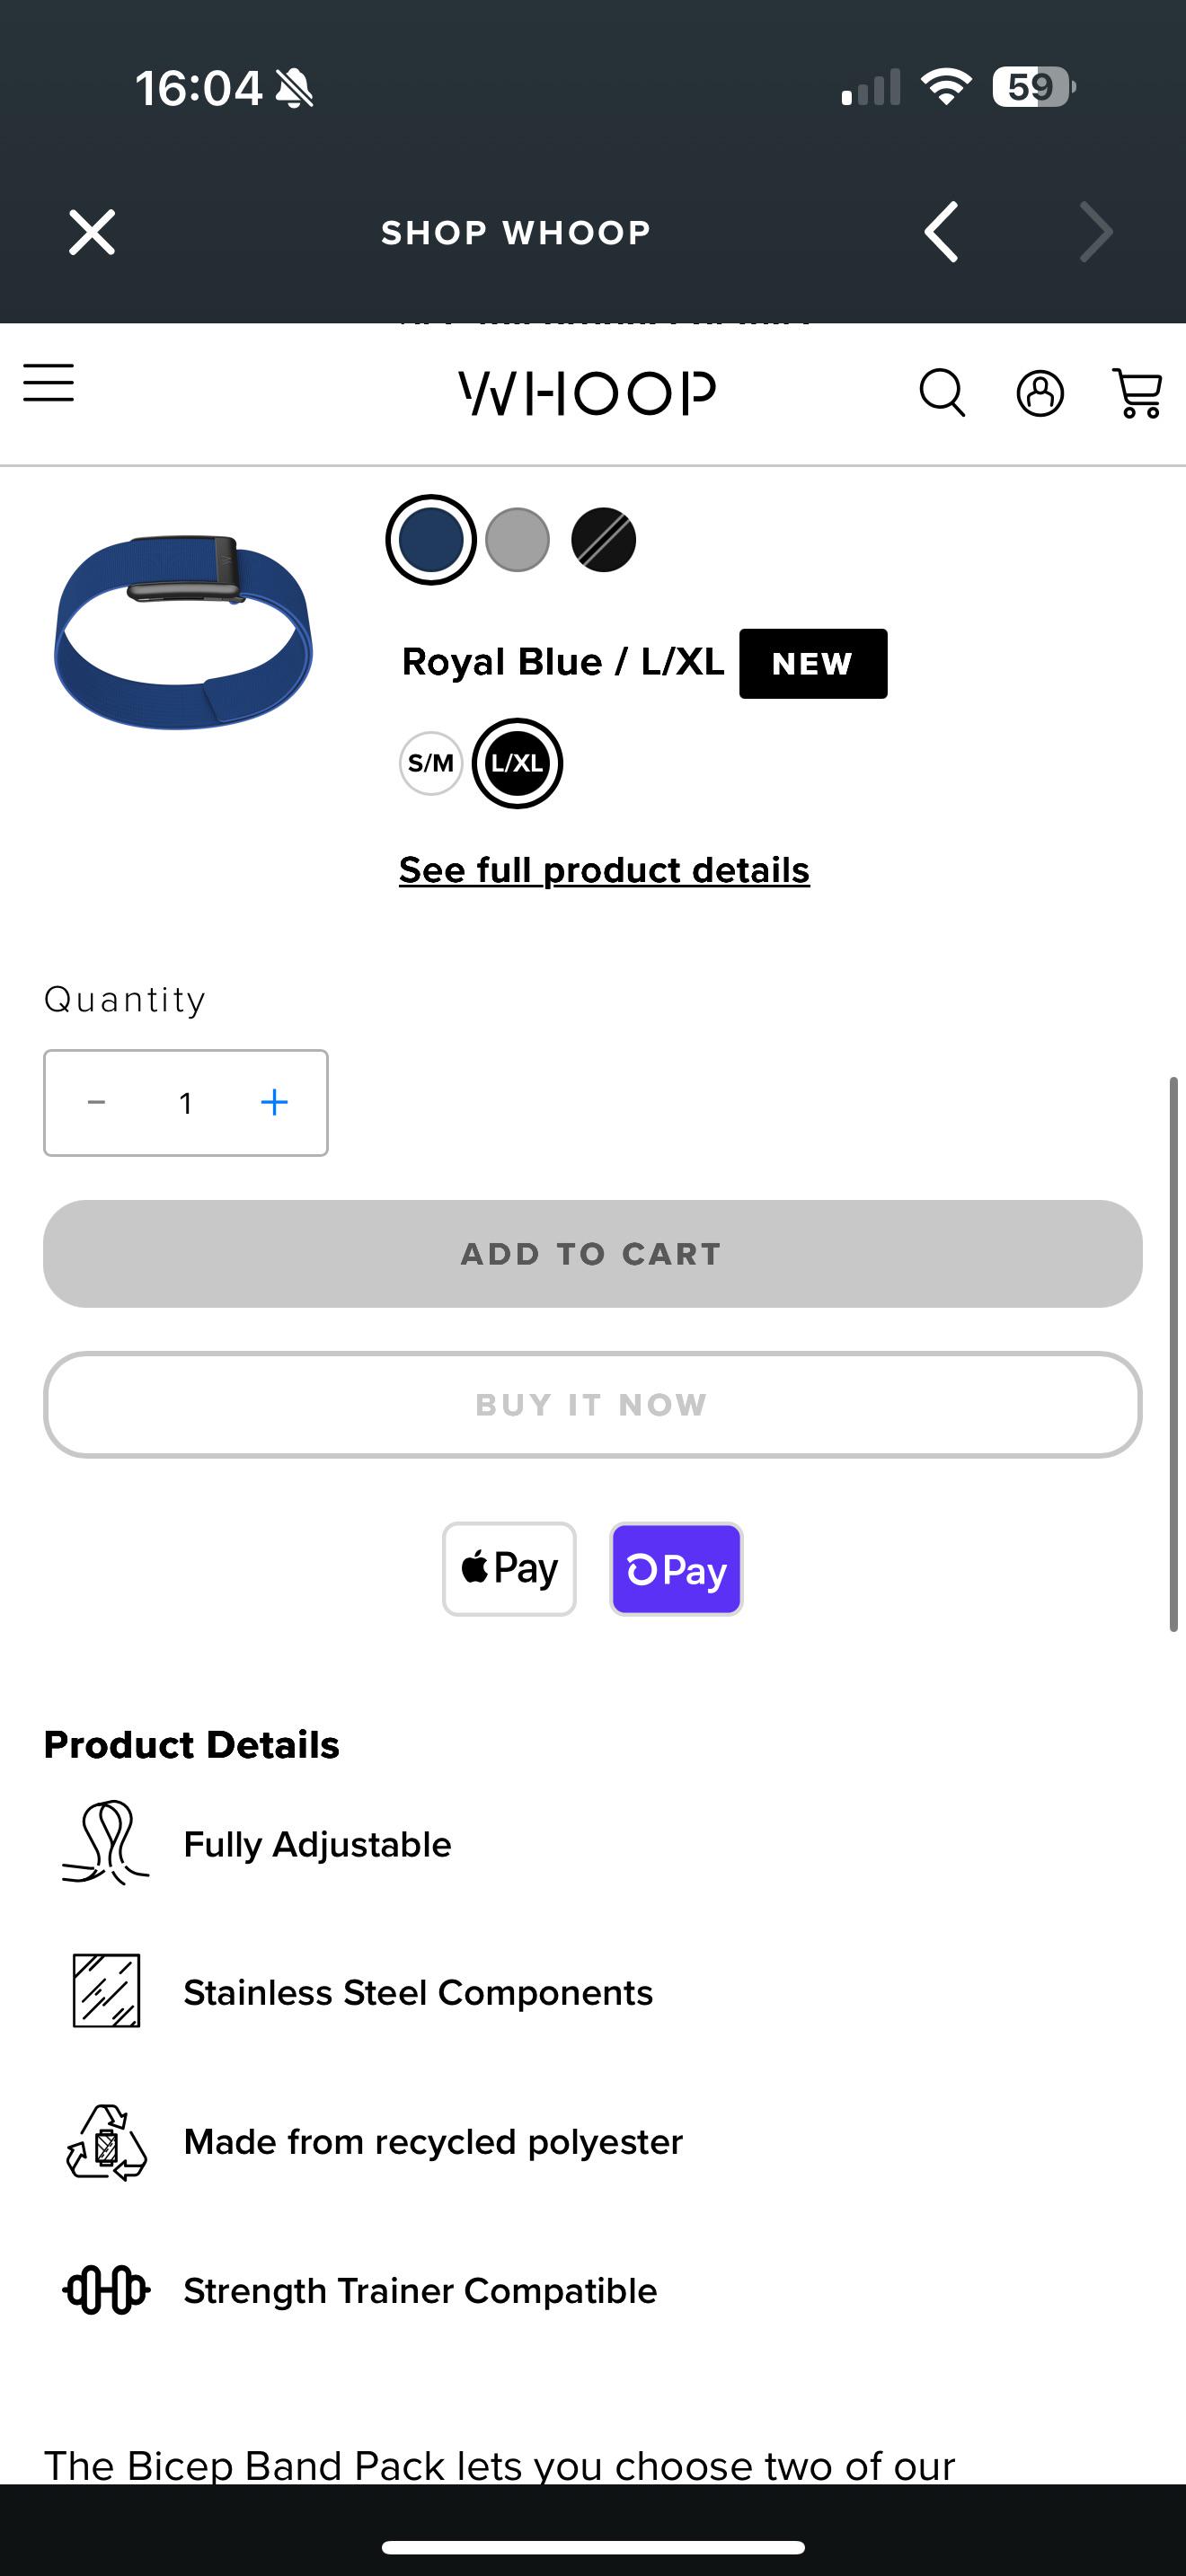 16:04
59
SHOP WHOOP
WHOOP
Royal Blue / L/XL NEW
S/M L/XL
See full product details
Quantity
− 1 +
ADD TO CART
BUY IT NOW
Pay Pay
Product Details
Fully Adjustable
Stainless Steel Components
Made from recycled polyester
Strength Trainer Compatible
The Bicep Band Pack lets you choose two of our